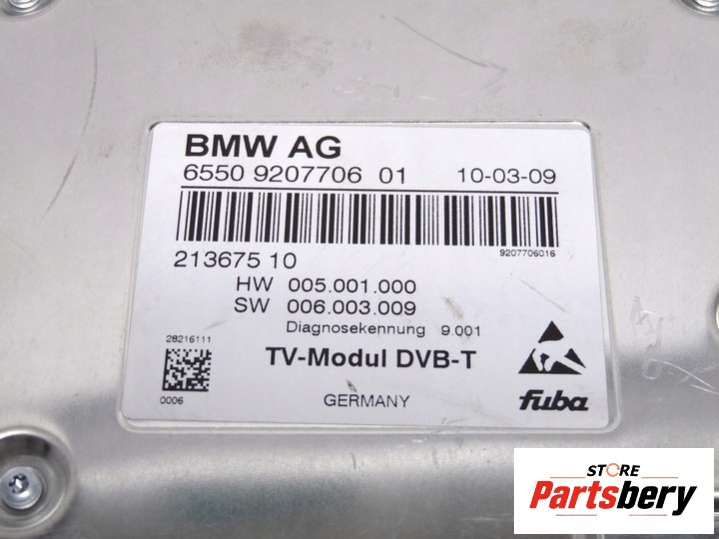 BMW AG
6550 9207706 01 10-03-09
9207706016
213675 10
HW 005.001.000
SW 006.003.009
Diagnosekennung 9 001
28216111
TV-Modul DVB-T
0006
GERMANY
fuba
STORE
Partsbery